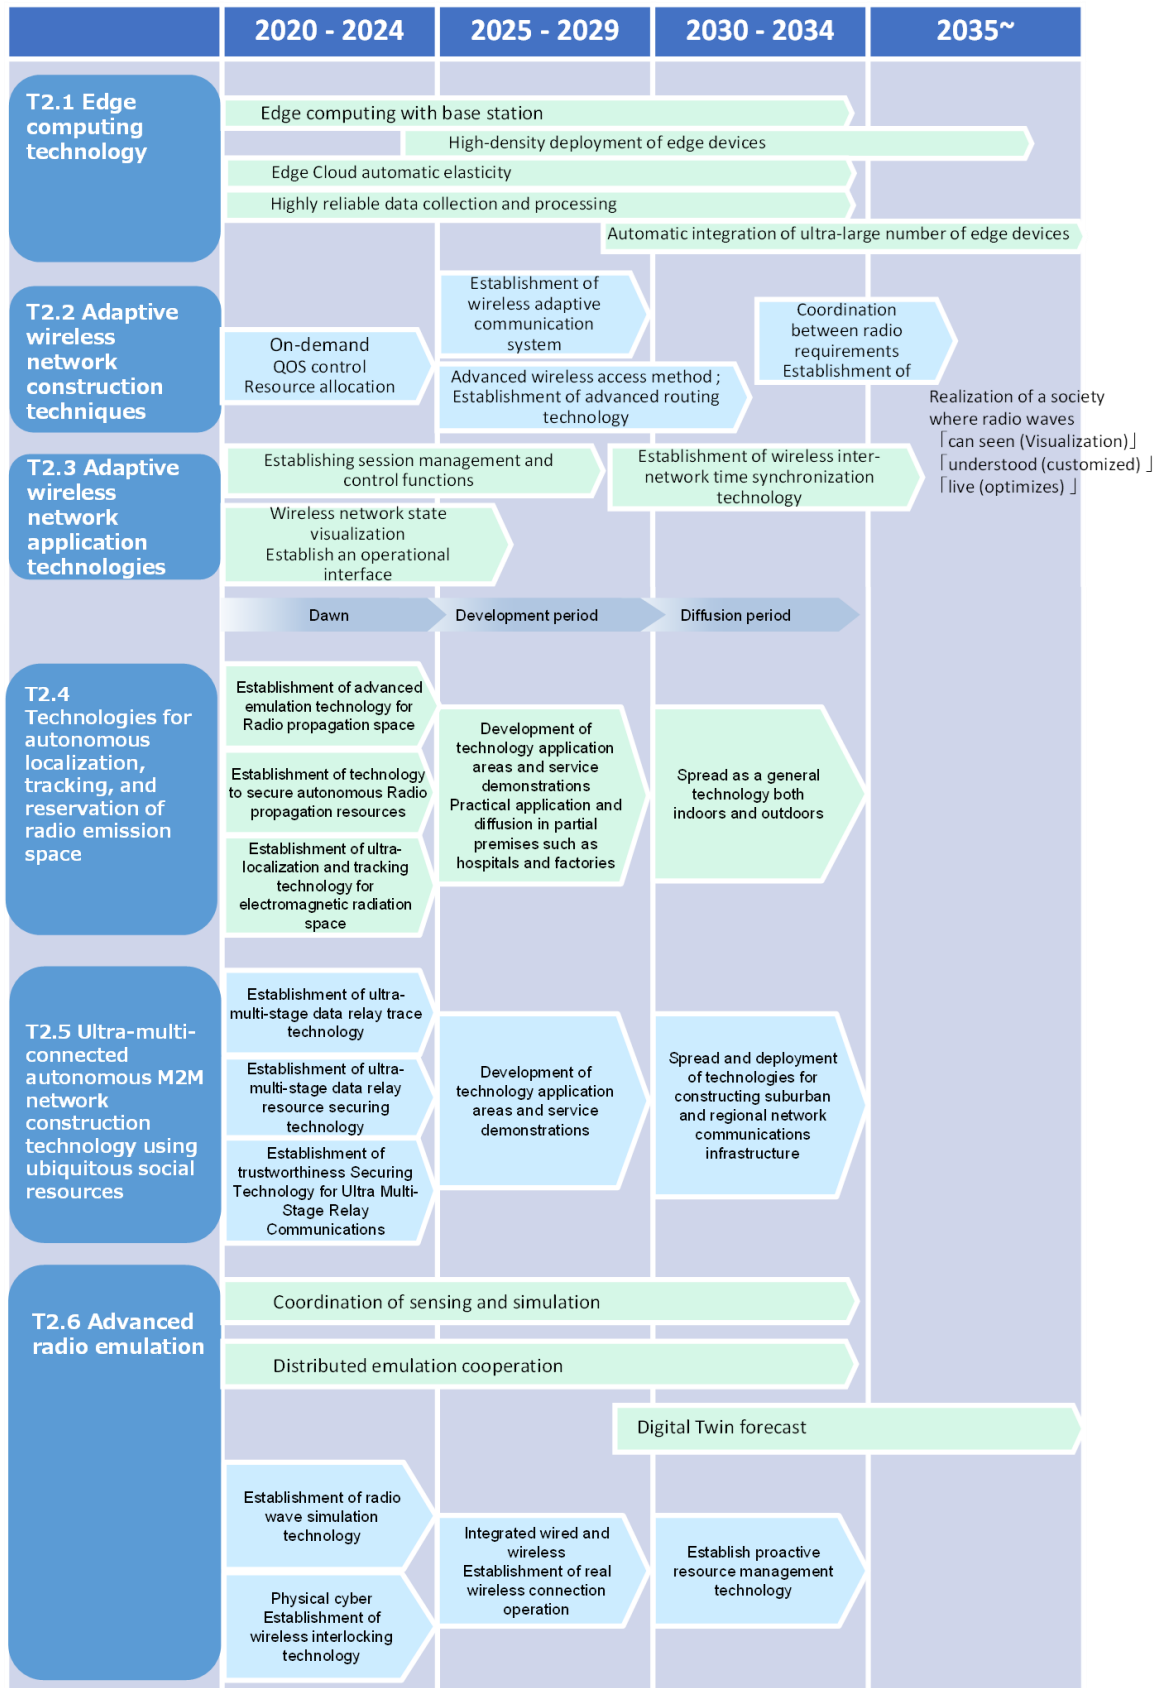 2020 - 2024
2025 - 2029
2030 - 2034
2035~
T2.1 Edge
computing
technology
Edge computing with base station
High-density deployment of edge devices
Edge Cloud automatic elasticity
Highly reliable data collection and processing
Automatic integration of ultra-large number of edge devices
T2.2 Adaptive
wireless
network
construction
techniques
On-demand
QOS control
Resource allocation
Establishment of
wireless adaptive
communication
system
Advanced wireless access method ;
Establishment of advanced routing
technology
Coordination
between radio
requirements
Establishment of
Realization of a society
where radio waves
「can seen (Visualization)」
「understood (customized) 」
「live (optimizes) 」
T2.3 Adaptive
wireless
network
application
technologies
Establishing session management and
control functions
Establishment of wireless inter-
network time synchronization
technology
Wireless network state
visualization
Establish an operational
interface
Dawn
Development period
Diffusion period
T2.4
Technologies for
autonomous
localization,
tracking, and
reservation of
radio emission
space
Establishment of advanced
emulation technology for
Radio propagation space
Establishment of technology
to secure autonomous Radio
propagation resources
Establishment of ultra-
localization and tracking
technology for
electromagnetic radiation
space
Development of
technology application
areas and service
demonstrations
Practical application and
diffusion in partial
premises such as
hospitals and factories
Spread as a general
technology both
indoors and outdoors
T2.5 Ultra-multi-
connected
autonomous M2M
network
construction
technology using
ubiquitous social
resources
Establishment of ultra-
multi-stage data relay trace
technology
Establishment of ultra-
multi-stage data relay
resource securing
technology
Establishment of
trustworthiness Securing
Technology for Ultra Multi-
Stage Relay
Communications
Development of
technology application
areas and service
demonstrations
Spread and deployment
of technologies for
constructing suburban
and regional network
communications
infrastructure
T2.6 Advanced
radio emulation
Coordination of sensing and simulation
Distributed emulation cooperation
Digital Twin forecast
Establishment of radio
wave simulation
technology
Physical cyber
Establishment of
wireless interlocking
technology
Integrated wired and
wireless
Establishment of real
wireless connection
operation
Establish proactive
resource management
technology